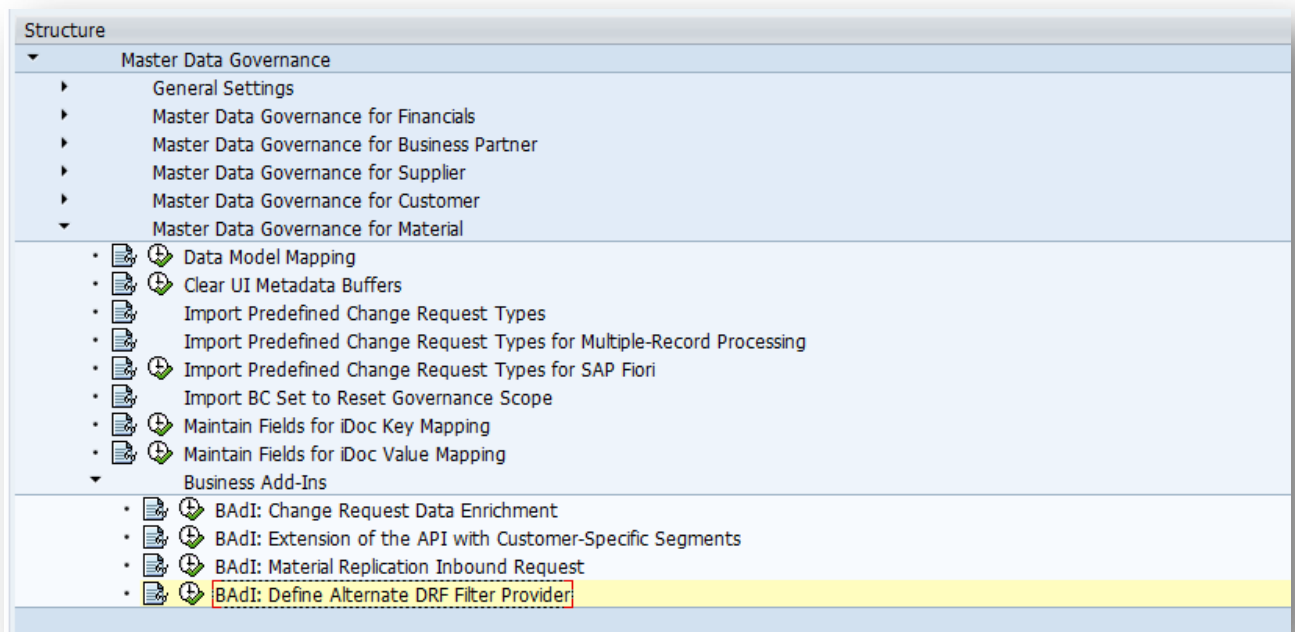 Structure
Master Data Governance
General Settings
Master Data Governance for Financials
Master Data Governance for Business Partner
Master Data Governance for Supplier
Master Data Governance for Customer
Master Data Governance for Material
Data Model Mapping
Clear UI Metadata Buffers
Import Predefined Change Request Types
Import Predefined Change Request Types for Multiple-Record Processing
Import Predefined Change Request Types for SAP Fiori
Import BC Set to Reset Governance Scope
Maintain Fields for iDoc Key Mapping
Maintain Fields for iDoc Value Mapping
Business Add-Ins
BAdI: Change Request Data Enrichment
BAdI: Extension of the API with Customer-Specific Segments
BAdI: Material Replication Inbound Request
BAdI: Define Alternate DRF Filter Provider